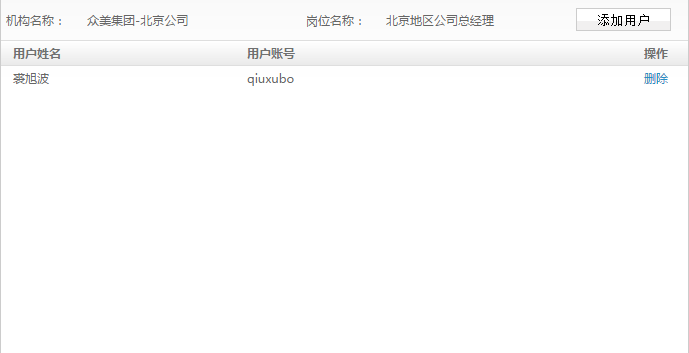 机构名称： 众美集团-北京公司 岗位名称： 北京地区公司总经理 添加用户
用户姓名 用户账号 操作
裘旭波 qiuxubo 删除